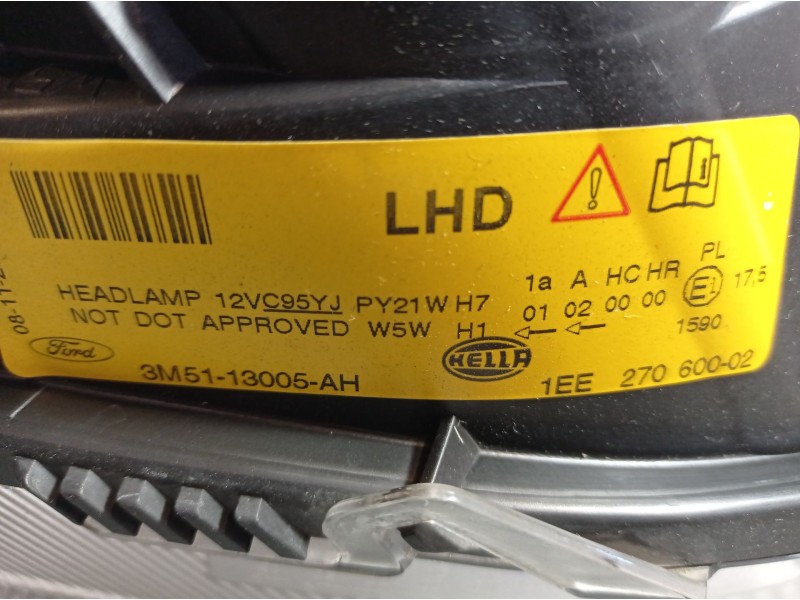 LHD
08-11-2
HEADLAMP 12VC95YJ PY21W H7
NOT DOT APPROVED W5W H1
1a A HC HR PL
01 02 00 00 E1 17,5
1590
Ford
3M51-13005-AH
HELLA
1EE 270 600-02